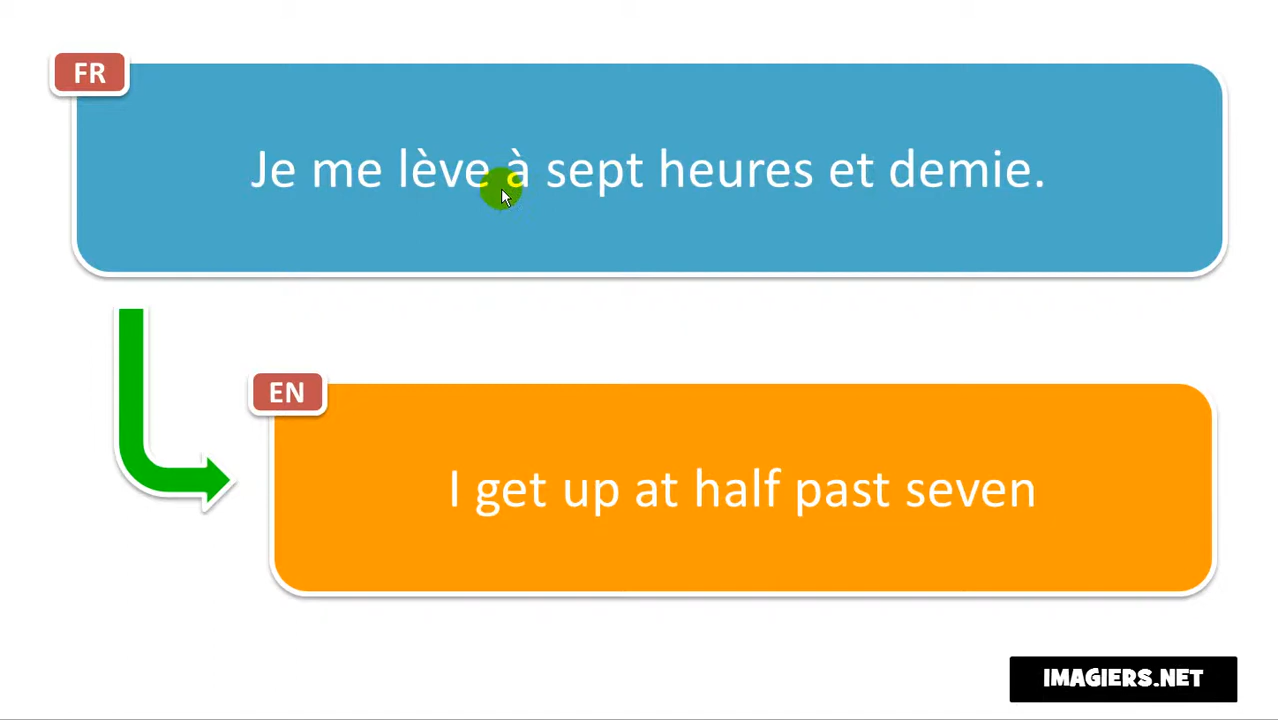 FR
Je me lève à sept heures et demie.
EN
I get up at half past seven
IMAGIERS.NET